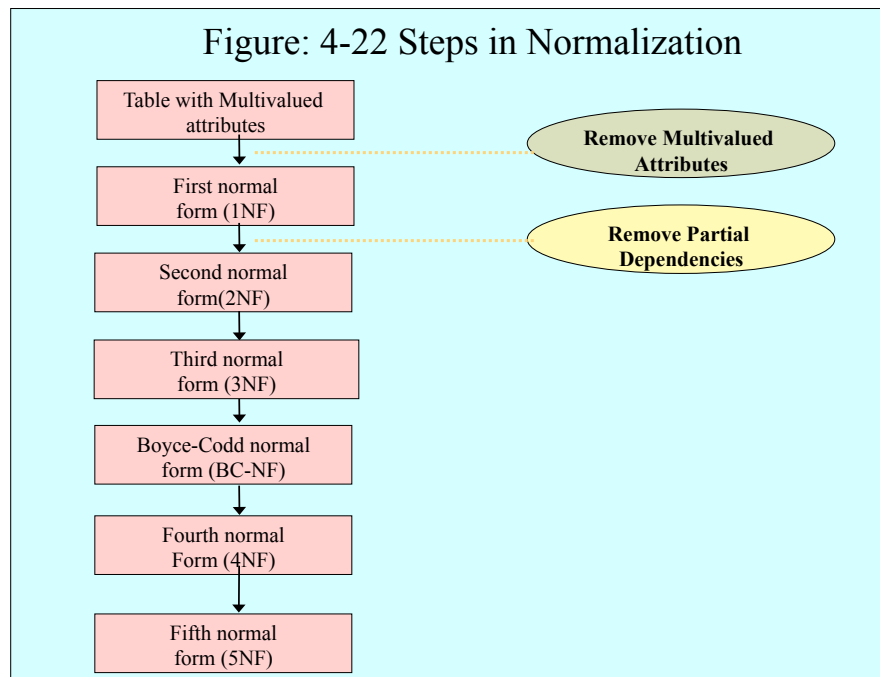 Figure: 4-22 Steps in Normalization
Table with Multivalued
attributes
Remove Multivalued
Attributes
First normal
form (1NF)
Remove Partial
Dependencies
Second normal
form(2NF)
Third normal
form (3NF)
Boyce-Codd normal
form (BC-NF)
Fourth normal
Form (4NF)
Fifth normal
form (5NF)